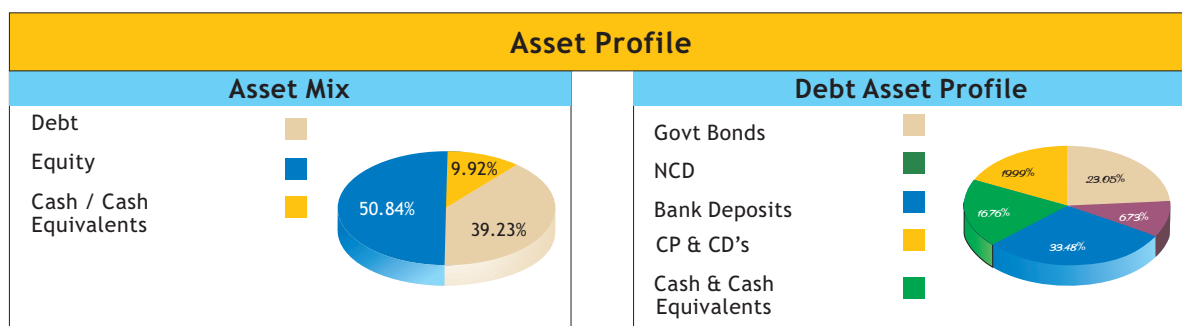 Asset Profile
Asset Mix
Debt
Equity
Cash / Cash
Equivalents
9.92%
50.84%
39.23%
Debt Asset Profile
Govt Bonds
NCD
Bank Deposits
CP & CD’s
Cash & Cash
Equivalents
19.99%
23.05%
16.76%
6.73%
33.48%